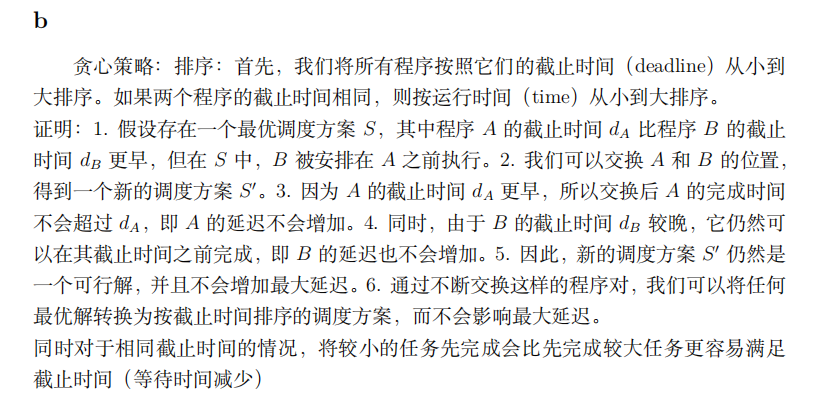 b
贪心策略：排序：首先，我们将所有程序按照它们的截止时间（deadline）从小到
大排序。如果两个程序的截止时间相同，则按运行时间（time）从小到大排序。
证明：1. 假设存在一个最优调度方案 S，其中程序 A 的截止时间 d_A 比程序 B 的截止
时间 d_B 更早，但在 S 中，B 被安排在 A 之前执行。2. 我们可以交换 A 和 B 的位置，
得到一个新的调度方案 S′。3. 因为 A 的截止时间 d_A 更早，所以交换后 A 的完成时间
不会超过 d_A，即 A 的延迟不会增加。4. 同时，由于 B 的截止时间 d_B 较晚，它仍然可
以在其截止时间之前完成，即 B 的延迟也不会增加。5. 因此，新的调度方案 S′ 仍然是
一个可行解，并且不会增加最大延迟。6. 通过不断交换这样的程序对，我们可以将任何
最优解转换为按截止时间排序的调度方案，而不会影响最大延迟。
同时对于相同截止时间的情况，将较小的任务先完成会比先完成较大任务更容易满足
截止时间（等待时间减少）